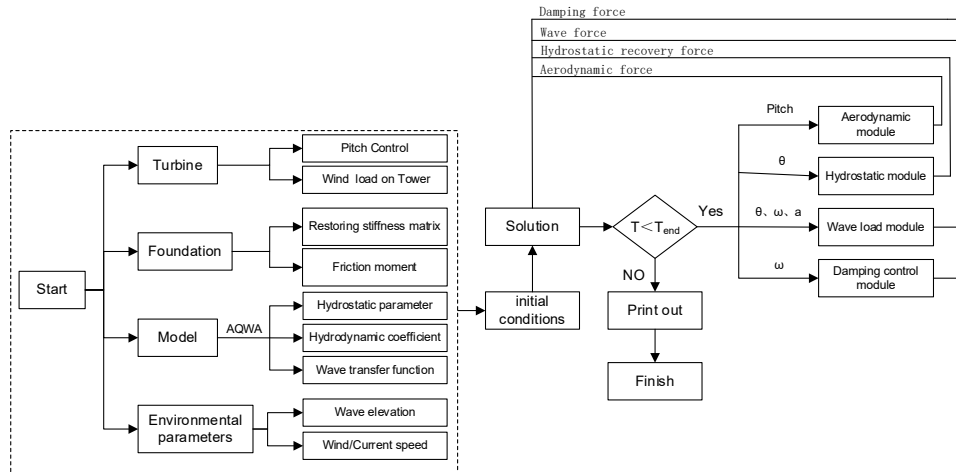 Damping force
Wave force
Hydrostatic recovery force
Aerodynamic force
Start
Turbine
Pitch Control
Wind load on Tower
Foundation
Restoring stiffness matrix
Friction moment
Model
AQWA
Hydrostatic parameter
Hydrodynamic coefficient
Wave transfer function
Environmental
parameters
Wave elevation
Wind/Current speed
initial
conditions
Solution
T<Tend
Yes
NO
Print out
Finish
Pitch
Aerodynamic
module
θ
Hydrostatic module
θ、ω、a
Wave load module
ω
Damping control
module